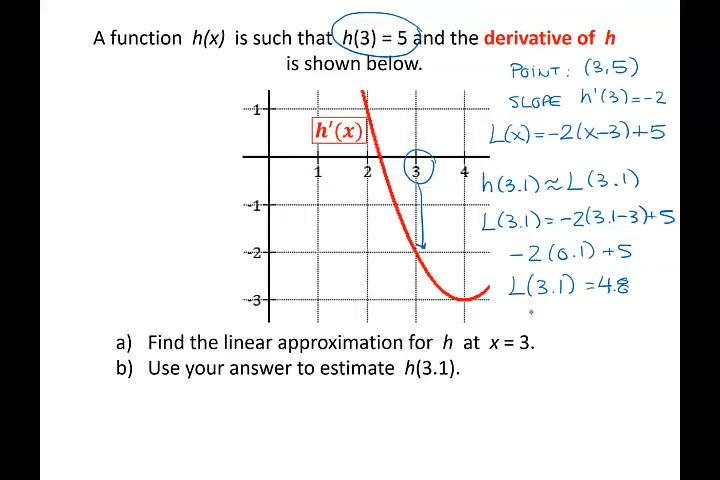 A function h(x) is such that h(3) = 5 and the derivative of h
is shown below.
POINT: (3,5)
SLOPE h'(3)=-2
L(x)=-2(x-3)+5
h(3.1)≈L(3.1)
L(3.1)=-2(3.1-3)+5
-2(0.1)+5
L(3.1)=4.8
1
h′(x)
1 2 3 4
-1
-2
-3
a) Find the linear approximation for h at x = 3.
b) Use your answer to estimate h(3.1).